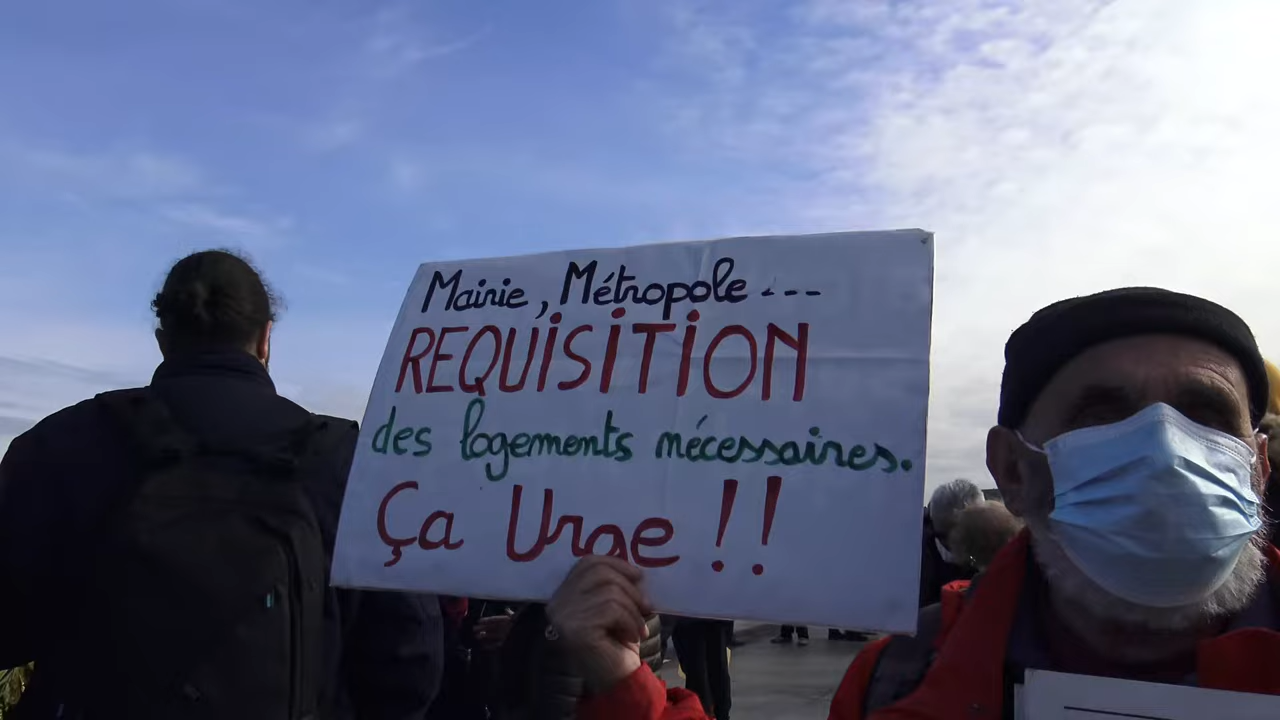 Mairie, Métropole...
REQUISITION
des logements nécessaires.
Ça Urge !!